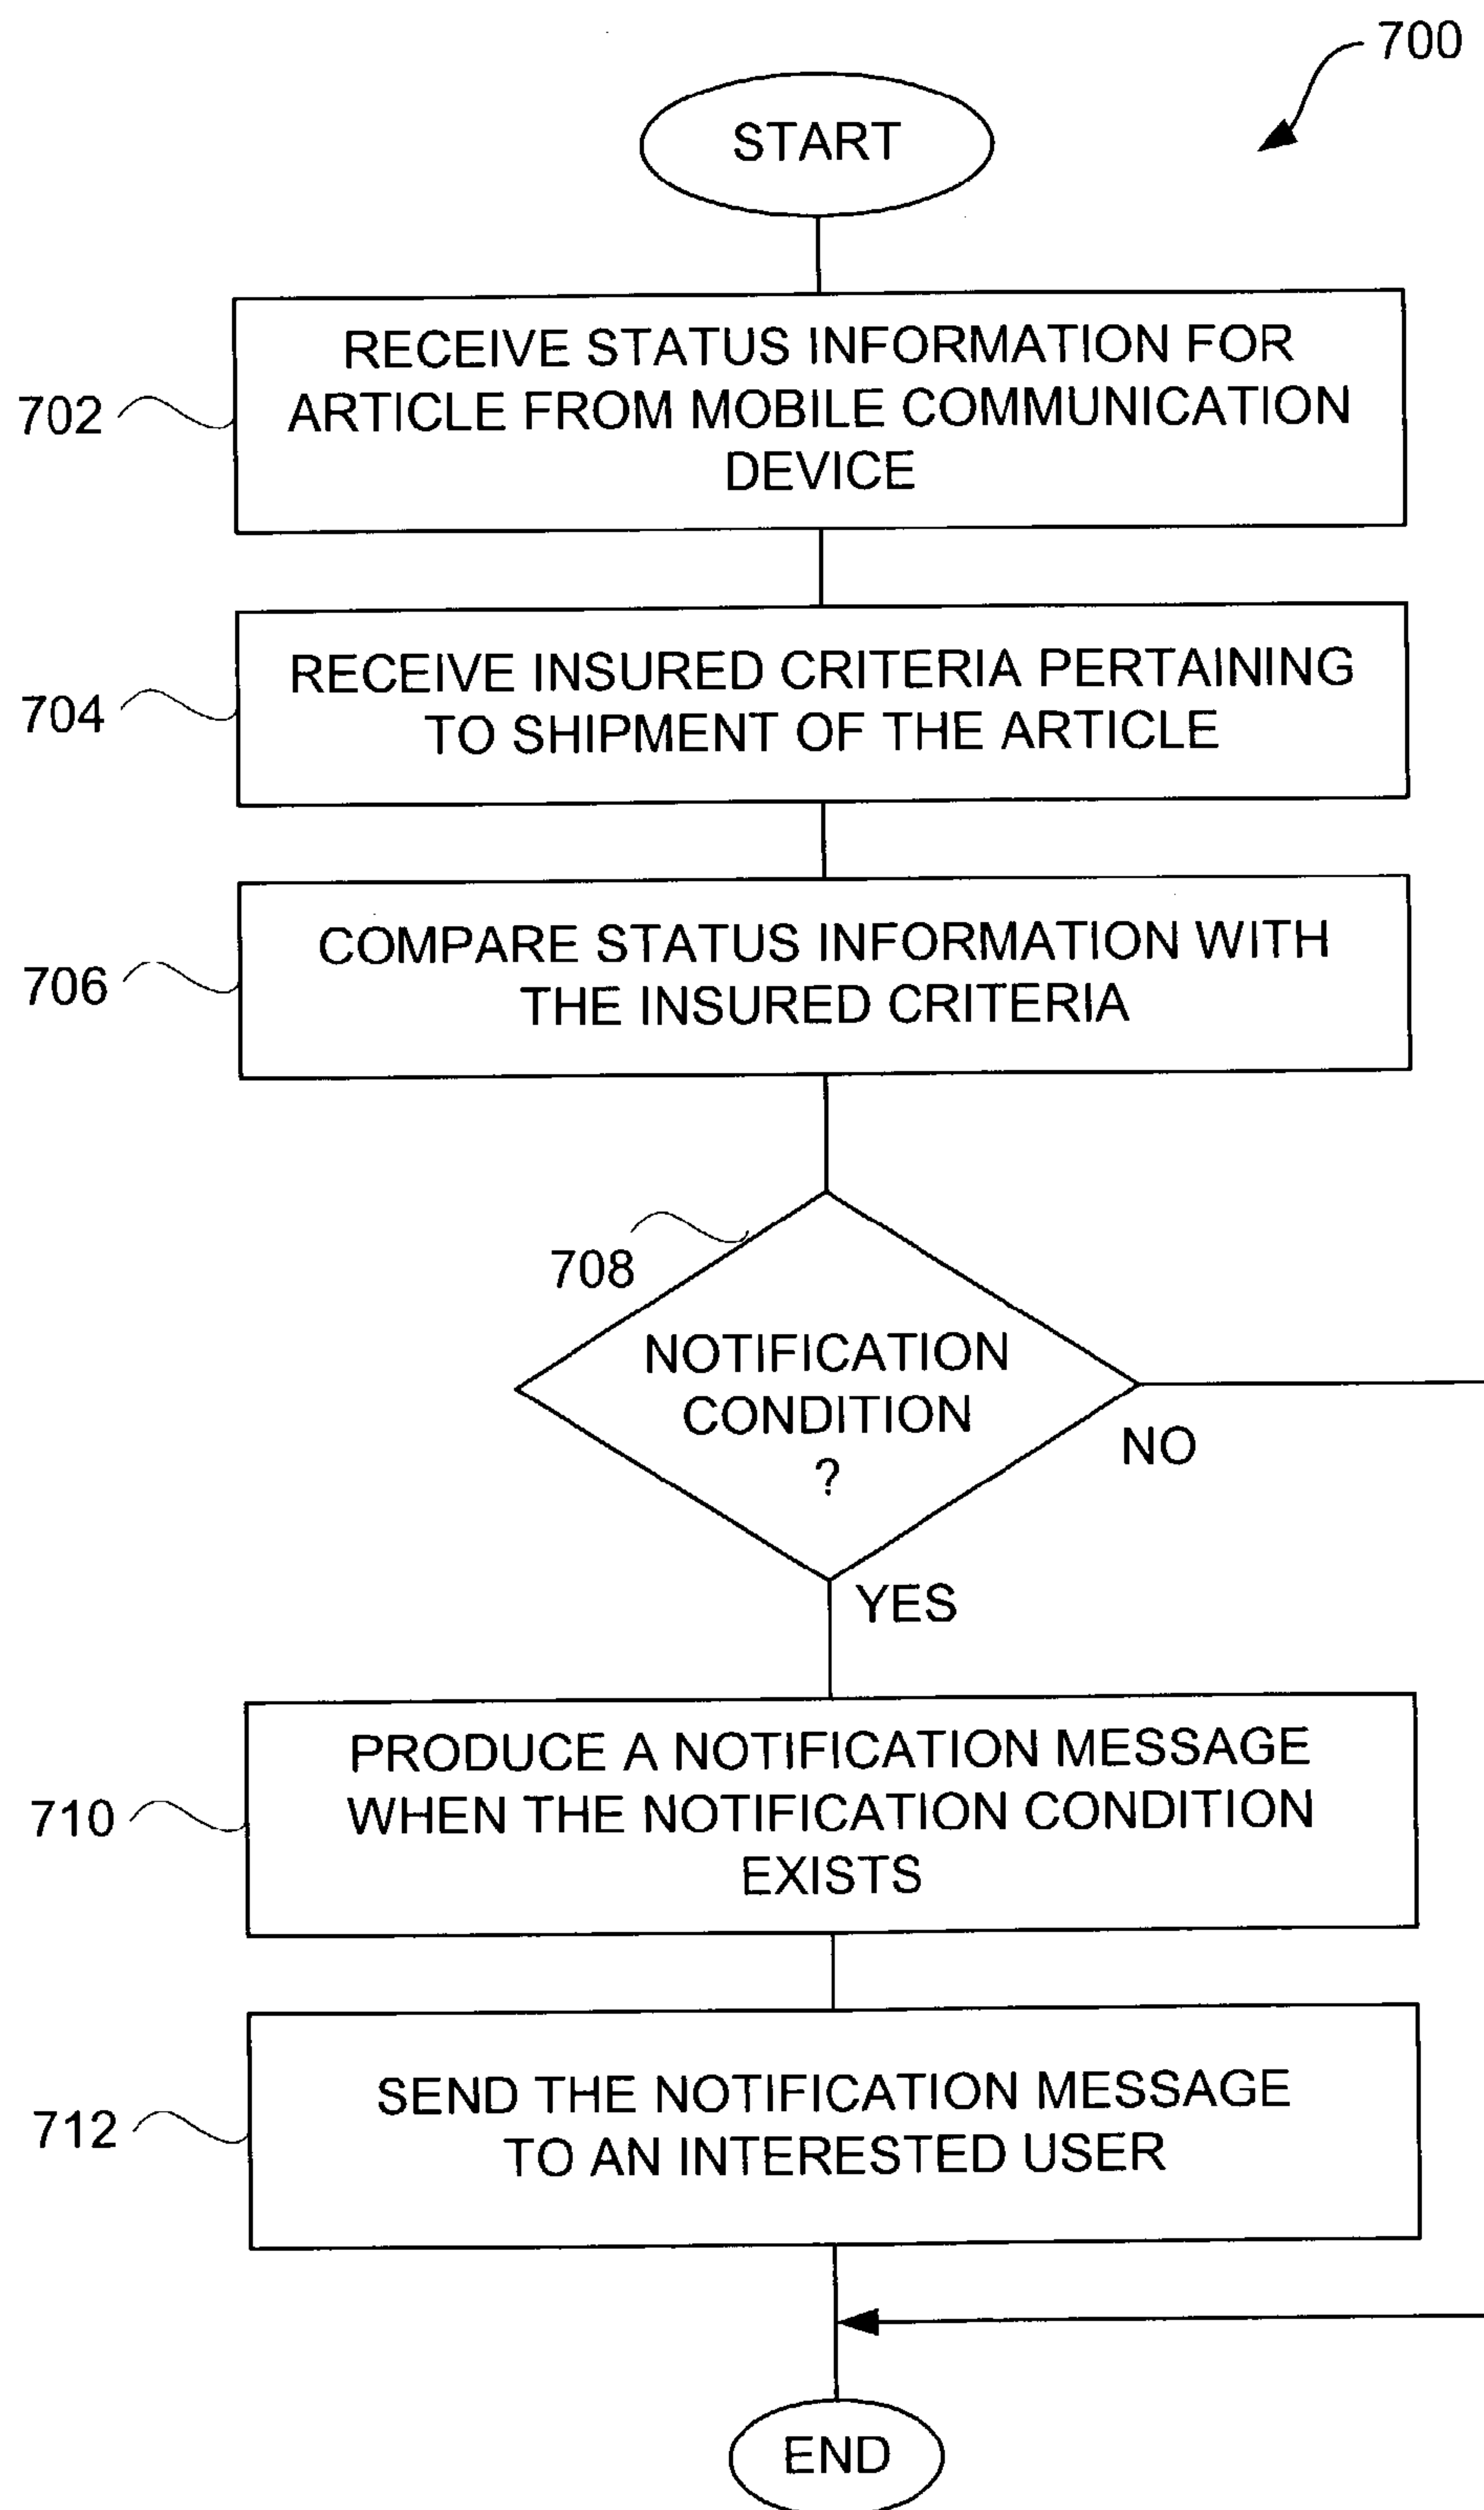 700
START
RECEIVE STATUS INFORMATION FOR
ARTICLE FROM MOBILE COMMUNICATION
DEVICE
702
RECEIVE INSURED CRITERIA PERTAINING
TO SHIPMENT OF THE ARTICLE
704
COMPARE STATUS INFORMATION WITH
THE INSURED CRITERIA
706
708
NOTIFICATION
CONDITION
?
NO
YES
PRODUCE A NOTIFICATION MESSAGE
WHEN THE NOTIFICATION CONDITION
EXISTS
710
SEND THE NOTIFICATION MESSAGE
TO AN INTERESTED USER
712
END